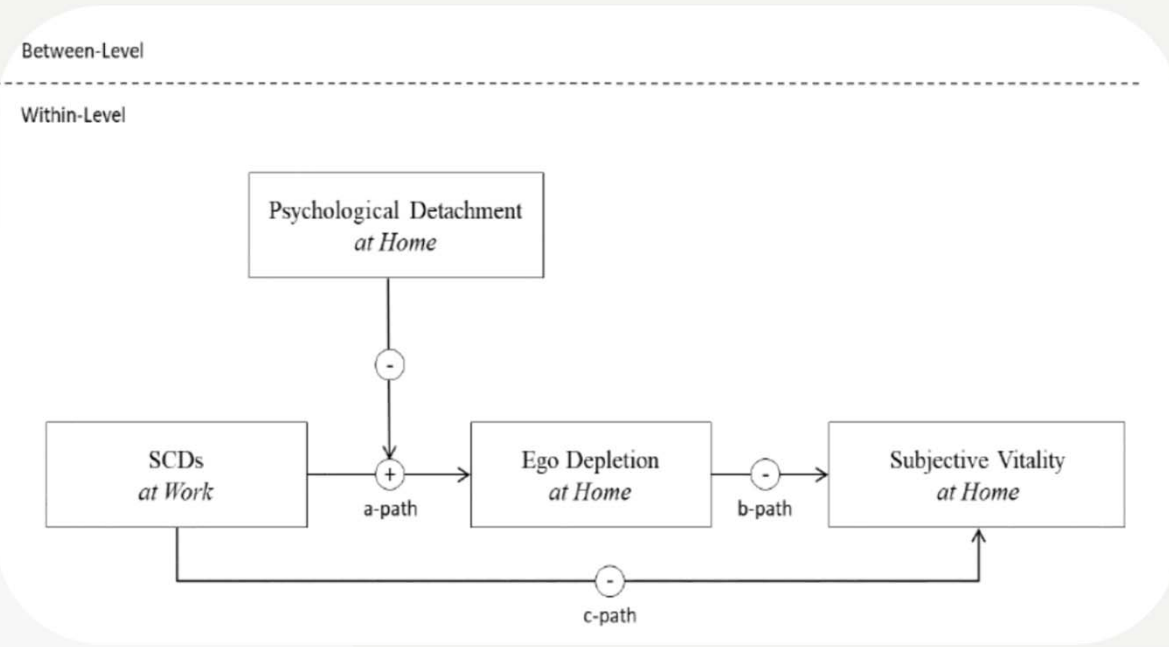 Between-Level
Within-Level
Psychological Detachment
at Home
-
SCDs
at Work
+
a-path
Ego Depletion
at Home
-
b-path
Subjective Vitality
at Home
-
c-path